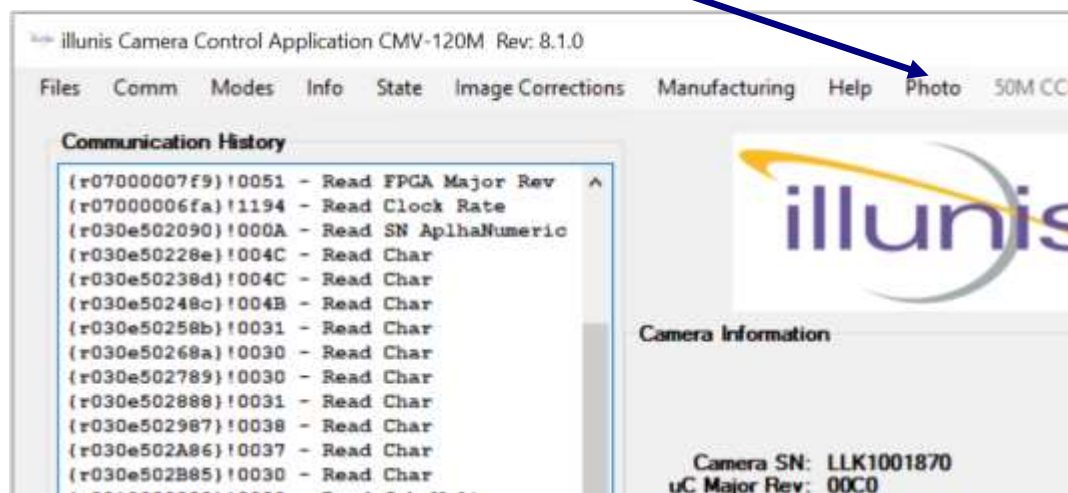 illunis Camera Control Application CMV-120M Rev: 8.1.0
Files Comm Modes Info State Image Corrections Manufacturing Help Photo 50M CC
Communication History
{r07000007f9}!0051 - Read FPGA Major Rev
{r07000006fa}!1194 - Read Clock Rate
{r030e502090}!000A - Read SN AplhaNumeric
{r030e50228e}!004C - Read Char
{r030e50238d}!004C - Read Char
{r030e50248c}!004B - Read Char
{r030e50258b}!0031 - Read Char
{r030e50268a}!0030 - Read Char
{r030e502789}!0030 - Read Char
{r030e502888}!0031 - Read Char
{r030e502987}!0038 - Read Char
{r030e502A86}!0037 - Read Char
{r030e502B85}!0030 - Read Char
illunis
Camera Information
Camera SN: LLK1001870
uC Major Rev: 00C0